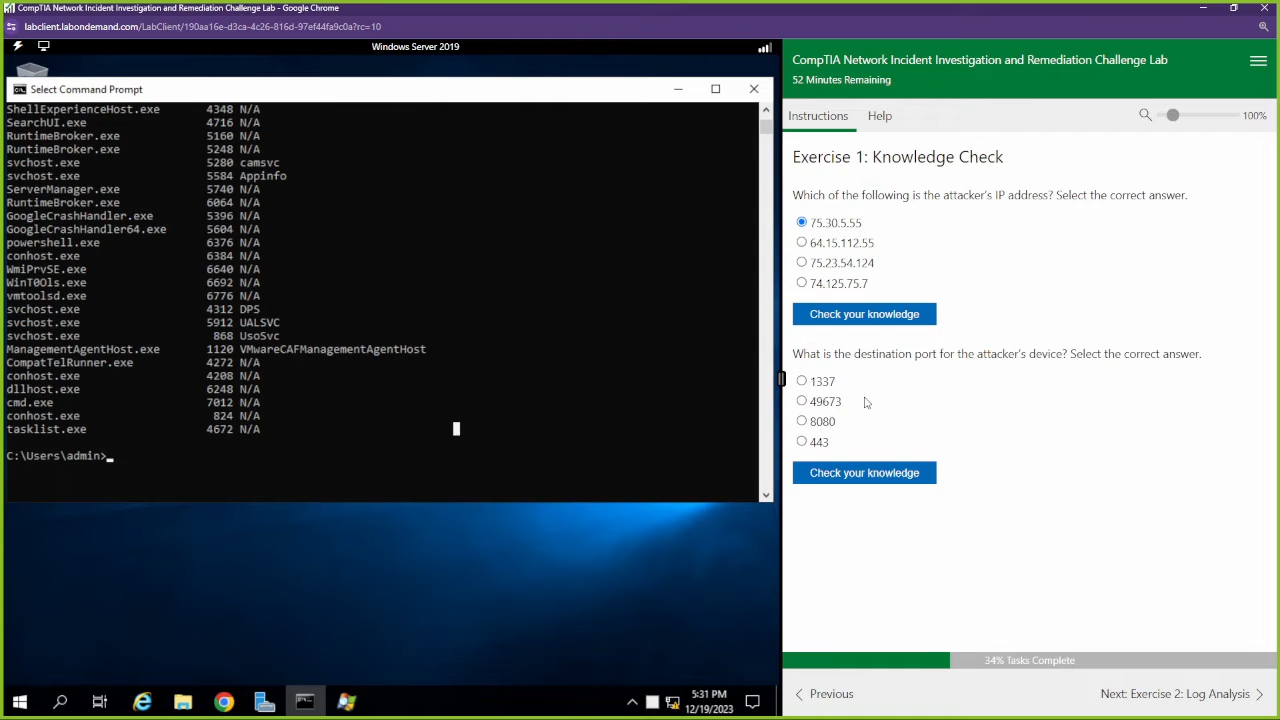 CompTIA Network Incident Investigation and Remediation Challenge Lab - Google Chrome
labclient.labondemand.com/LabClient/190aa16e-d3ca-4c26-816d-97ef44fa9c0a?rc=10
Windows Server 2019
Select Command Prompt
ShellExperienceHost.exe 4348 N/A
SearchUI.exe 4716 N/A
RuntimeBroker.exe 5160 N/A
RuntimeBroker.exe 5248 N/A
svchost.exe 5280 camsvc
svchost.exe 5584 Appinfo
ServerManager.exe 5740 N/A
RuntimeBroker.exe 6064 N/A
GoogleCrashHandler.exe 5396 N/A
GoogleCrashHandler64.exe 5604 N/A
powershell.exe 6376 N/A
conhost.exe 6384 N/A
WmiPrvSE.exe 6640 N/A
WinT0Ols.exe 6692 N/A
vmtoolsd.exe 6776 N/A
svchost.exe 4312 DPS
svchost.exe 5912 UALSVC
svchost.exe 868 UsoSvc
ManagementAgentHost.exe 1120 VMwareCAFManagementAgentHost
CompatTelRunner.exe 4272 N/A
conhost.exe 4208 N/A
dllhost.exe 6248 N/A
cmd.exe 7012 N/A
conhost.exe 824 N/A
tasklist.exe 4672 N/A
C:\Users\admin>_
5:31 PM
12/19/2023
CompTIA Network Incident Investigation and Remediation Challenge Lab
52 Minutes Remaining
Instructions Help 100%
Exercise 1: Knowledge Check
Which of the following is the attacker's IP address? Select the correct answer.
75.30.5.55
64.15.112.55
75.23.54.124
74.125.75.7
Check your knowledge
What is the destination port for the attacker's device? Select the correct answer.
1337
49673
8080
443
Check your knowledge
34% Tasks Complete
Previous Next: Exercise 2: Log Analysis